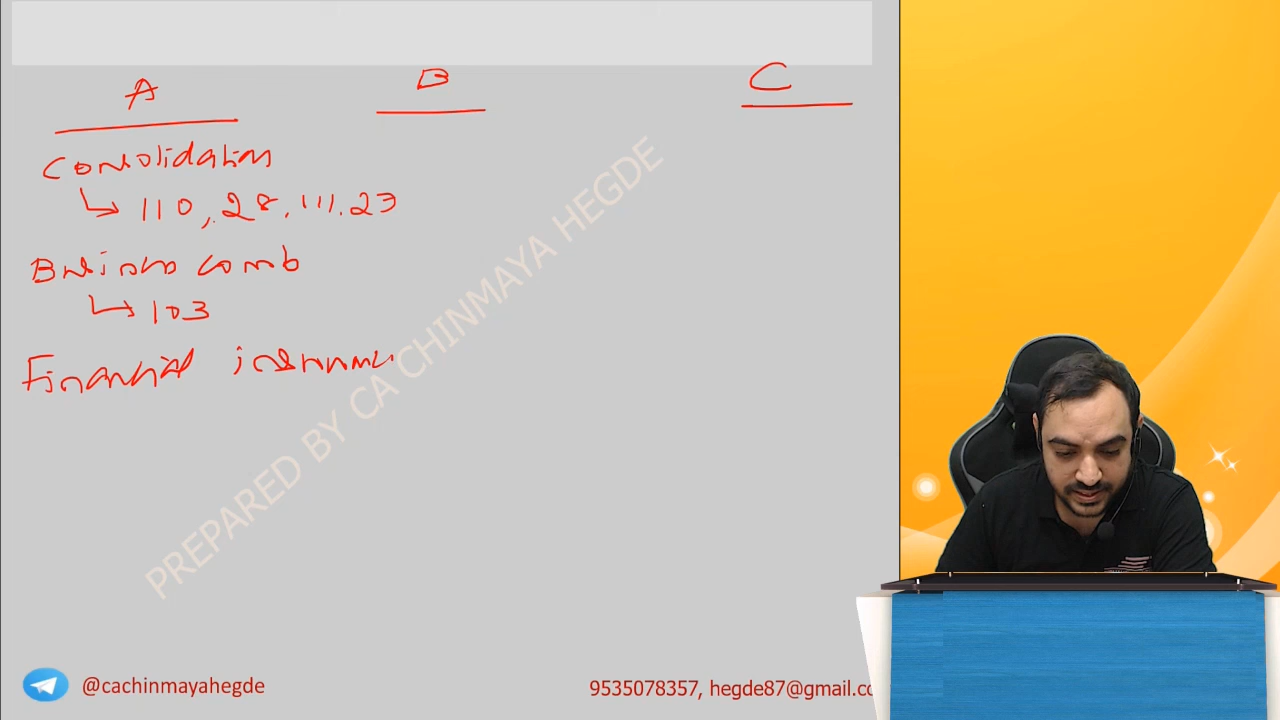 A B C
Consolidation
↳ 110, 28, 111, 23
Business comb
↳ 103
Financial instrume
PREPARED BY CA CHINMAYA HEGDE
@cachinmayahegde
9535078357, hegde87@gmail.co